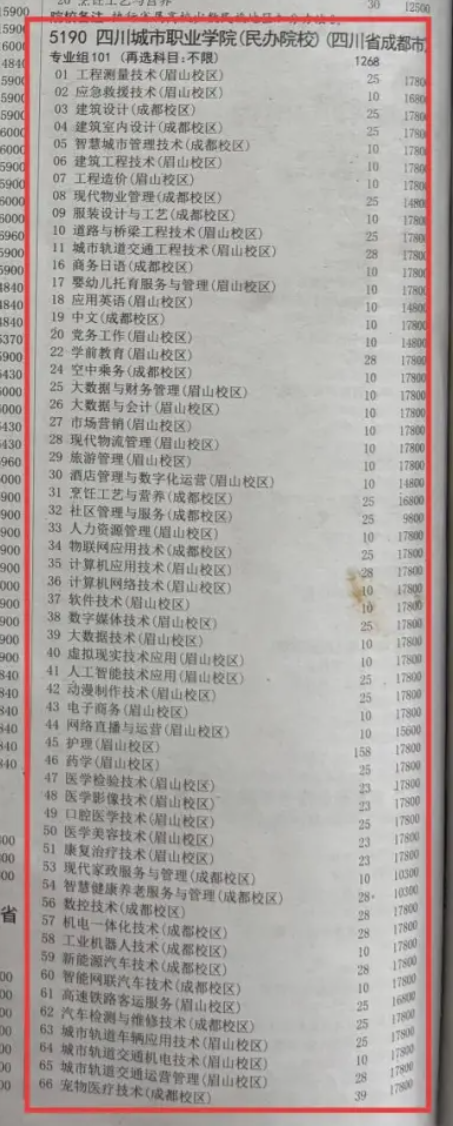 5190 四川城市职业学院(民办院校)(四川省成都市
专业组101 (再选科目:不限) 1268
01 工程测量技术(眉山校区) 25 17800
02 应急救援技术(眉山校区) 10 16800
03 建筑设计(成都校区) 25 17800
04 建筑室内设计(成都校区) 25 17800
05 智慧城市管理技术(成都校区) 10 17800
06 建筑工程技术(眉山校区) 10 17800
07 工程造价(眉山校区) 10 17800
08 现代物业管理(成都校区) 25 14800
09 服装设计与工艺(成都校区) 10 17800
10 道路与桥梁工程技术(眉山校区) 25 17800
11 城市轨道交通工程技术(眉山校区) 28 17800
16 商务日语(成都校区) 10 17800
17 婴幼儿托育服务与管理(眉山校区) 10 17800
18 应用英语(眉山校区) 10 14800
19 中文(成都校区) 10 17800
20 党务工作(眉山校区) 10 14800
22 学前教育(眉山校区) 28 17800
24 空中乘务(成都校区) 10 17800
25 大数据与财务管理(眉山校区) 10 17800
26 大数据与会计(眉山校区) 10 17800
27 市场营销(眉山校区) 10 17800
28 现代物流管理(眉山校区) 10 17800
29 旅游管理(眉山校区) 10 17800
30 酒店管理与数字化运营(眉山校区) 10 14800
31 烹饪工艺与营养(成都校区) 25 16800
32 社区管理与服务(成都校区) 25 9800
33 人力资源管理(眉山校区) 10 17800
34 物联网应用技术(成都校区) 25 17800
35 计算机应用技术(眉山校区) 28 17800
36 计算机网络技术(成都校区) 10 17800
37 软件技术(眉山校区) 10 17800
38 数字媒体技术(成都校区) 25 17800
39 大数据技术(成都校区) 10 17800
40 虚拟现实技术应用(眉山校区) 10 17800
41 人工智能技术应用(眉山校区) 25 17800
42 动漫制作技术(成都校区) 25 17800
43 电子商务(眉山校区) 10 17800
44 网络直播与运营(眉山校区) 10 15600
45 护理(眉山校区) 158 17800
46 药学(眉山校区) 25 17800
47 医学检验技术(眉山校区) 23 17800
48 医学影像技术(眉山校区) 23 17800
49 口腔医学技术(眉山校区) 25 17800
50 医学美容技术(眉山校区) 23 17800
51 康复治疗技术(眉山校区) 23 17800
53 现代家政服务与管理(成都校区) 10 10300
54 智慧健康养老服务与管理(成都校区) 28 10300
56 数控技术(成都校区) 28 17800
57 机电一体化技术(成都校区) 28 17800
58 工业机器人技术(成都校区) 10 17800
59 新能源汽车技术(成都校区) 28 17800
60 智能网联汽车技术(成都校区) 10 17800
61 高速铁路客运服务(眉山校区) 25 16800
62 汽车检测与维修技术(成都校区) 25 17800
63 城市轨道车辆应用技术(眉山校区) 25 17800
64 城市轨道交通机电技术(眉山校区) 10 17800
65 城市轨道交通运营管理(眉山校区) 28 17800
66 宠物医疗技术(成都校区) 39 17800